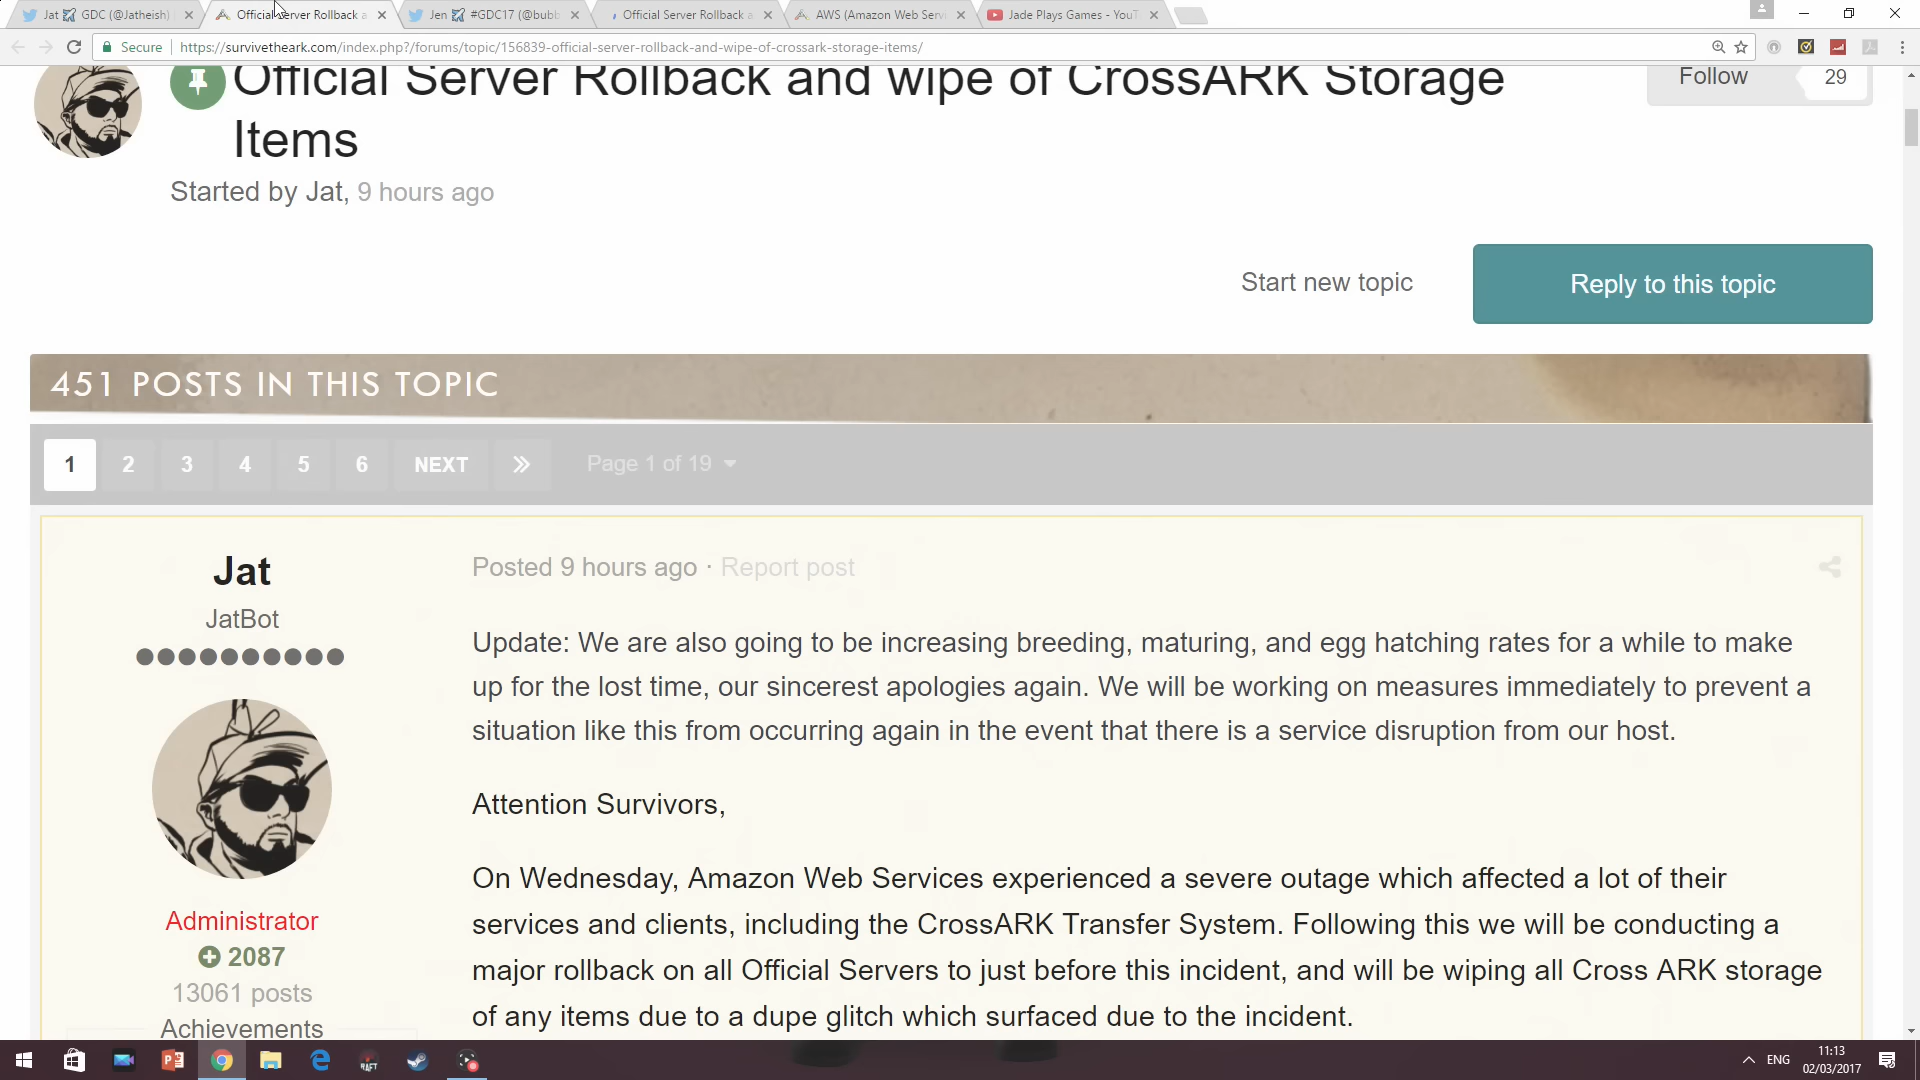 Jat GDC (@Jatheish)
Official Server Rollback a
Jen #GDC17 (@bubb
Official Server Rollback a
AWS (Amazon Web Serv
Jade Plays Games - YouT
Secure
https://survivetheark.com/index.php?/forums/topic/156839-official-server-rollback-and-wipe-of-crossark-storage-items/
Official Server Rollback and wipe of CrossARK Storage
Items
Follow 29
Started by Jat, 9 hours ago
Start new topic
Reply to this topic
451 POSTS IN THIS TOPIC
1 2 3 4 5 6 NEXT » Page 1 of 19
Jat
JatBot
Administrator
2087
13061 posts
Achievements
Posted 9 hours ago · Report post
Update: We are also going to be increasing breeding, maturing, and egg hatching rates for a while to make
up for the lost time, our sincerest apologies again. We will be working on measures immediately to prevent a
situation like this from occurring again in the event that there is a service disruption from our host.
Attention Survivors,
On Wednesday, Amazon Web Services experienced a severe outage which affected a lot of their
services and clients, including the CrossARK Transfer System. Following this we will be conducting a
major rollback on all Official Servers to just before this incident, and will be wiping all Cross ARK storage
of any items due to a dupe glitch which surfaced due to the incident.
RAFT
ENG
11:13
02/03/2017